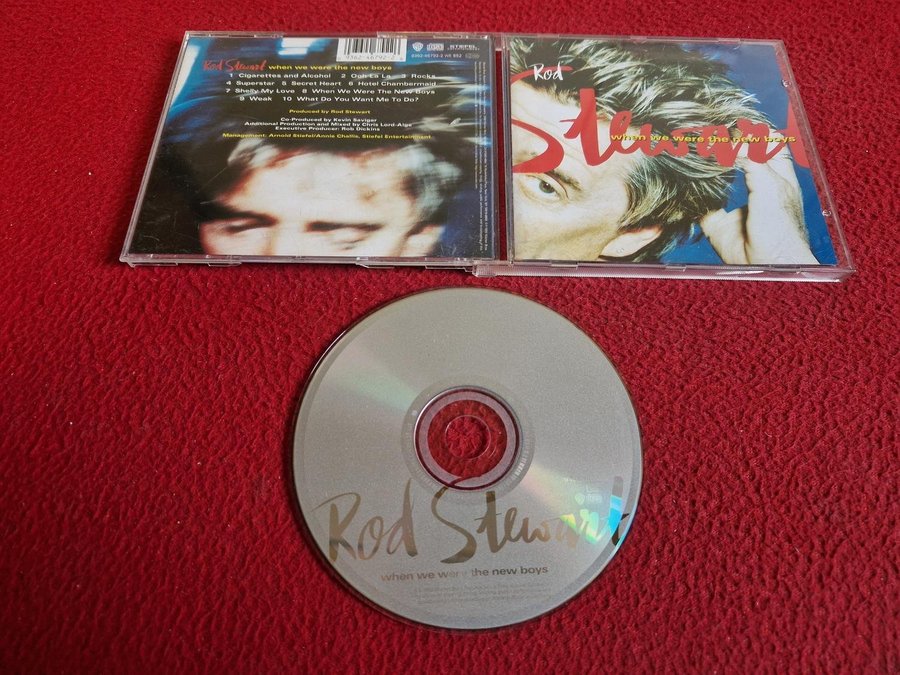 Rod Stewart when we were the new boys
1 Cigarettes and Alcohol 2 Ooh La La 3 Rocks
4 Superstar 5 Secret Heart 6 Hotel Chambermaid
7 Shelly My Love 8 When We Were The New Boys
9 Weak 10 What Do You Want Me To Do?
Produced by Rod Stewart
Co-Produced by Kevin Savigar
Additional Production and Mixed by Chris Lord-Alge
Executive Producer: Rob Dickins
Management: Arnold Stiefel/Annie Challis, Stiefel Entertainment
9362-46792-2
STIEFEL
Rod
Stewart
when we were the new boys
Rod Stewart
when we were the new boys